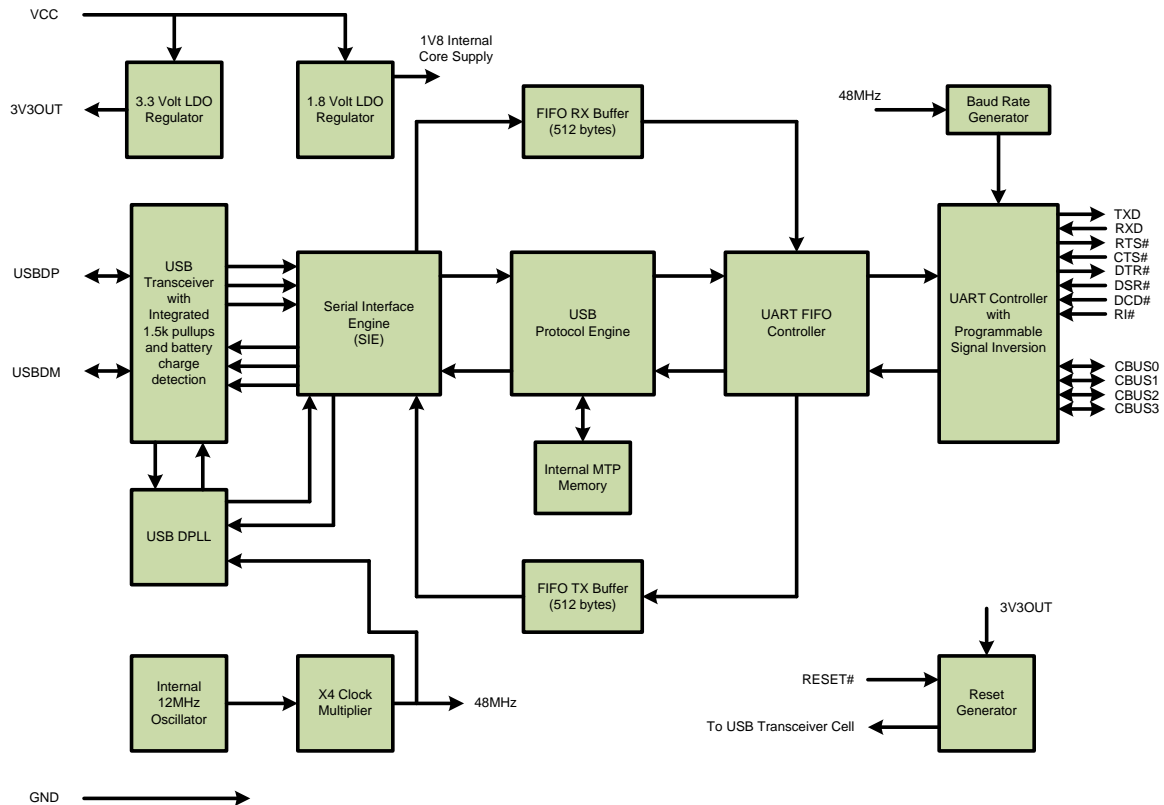 VCC
1V8 Internal
Core Supply
3.3 Volt LDO
Regulator
1.8 Volt LDO
Regulator
3V3OUT
FIFO RX Buffer
(512 bytes)
48MHz
Baud Rate
Generator
USBDP
USBDM
USB
Transceiver
with
Integrated
1.5k pullups
and battery
charge
detection
Serial Interface
Engine
(SIE)
USB
Protocol Engine
UART FIFO
Controller
UART Controller
with
Programmable
Signal Inversion
TXD
RXD
RTS#
CTS#
DTR#
DSR#
DCD#
RI#
CBUS0
CBUS1
CBUS2
CBUS3
Internal MTP
Memory
USB DPLL
FIFO TX Buffer
(512 bytes)
3V3OUT
Internal
12MHz
Oscillator
X4 Clock
Multiplier
48MHz
RESET#
To USB Transceiver Cell
Reset
Generator
GND